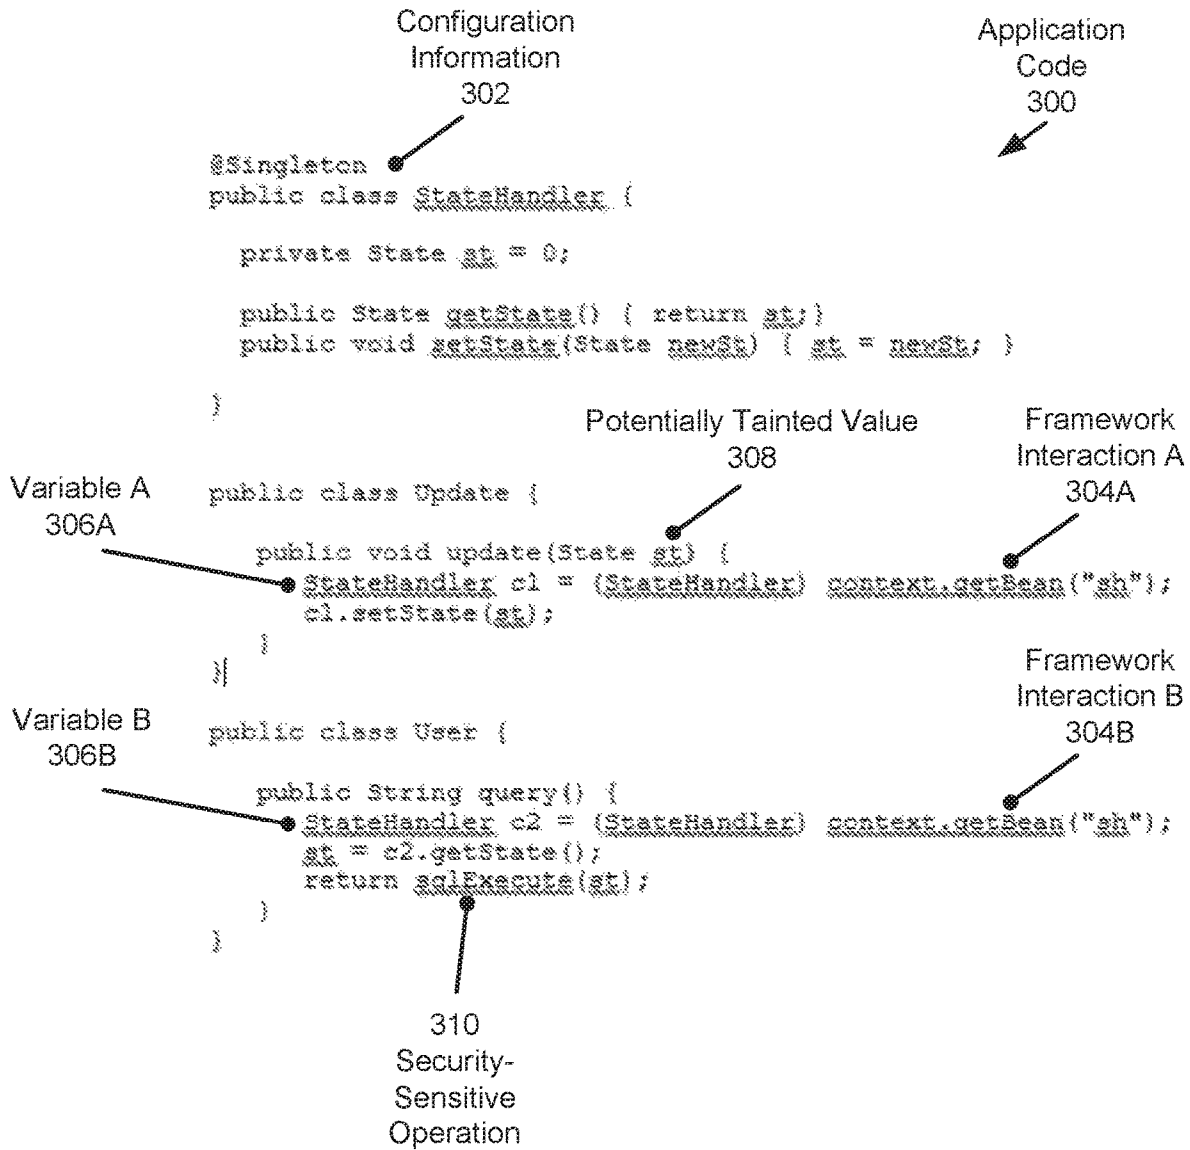 Configuration
Information
302
Application
Code
300
@Singleton
public class StateHandler {
private State st = 0;
public State getState() { return st;}
public void setState(State newSt) { st = newSt; }
}
Potentially Tainted Value
308
Framework
Interaction A
304A
Variable A
306A
public class Update {
public void update(State st) {
StateHandler c1 = (StateHandler) context.getBean("sh");
c1.setState(st);
}
}
Framework
Interaction B
304B
Variable B
306B
public class User {
public String query() {
StateHandler c2 = (StateHandler) context.getBean("sh");
st = c2.getState();
return sqlExecute(st);
}
}
310
Security-
Sensitive
Operation